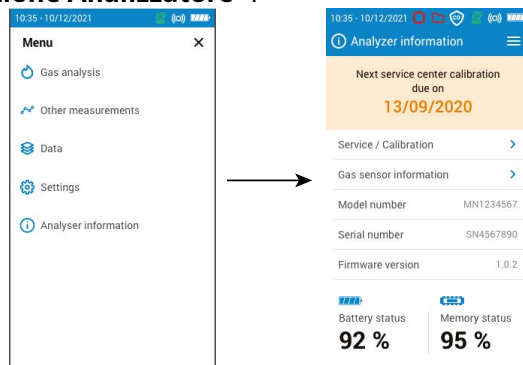 10:35 - 10/12/2021
Menu
Gas analysis
Other measurements
Data
Settings
Analyser information
10:35 - 10/12/2021
Analyzer information
Next service center calibration
due on
13/09/2020
Service / Calibration
Gas sensor information
Model number MN1234567
Serial number SN4567890
Firmware version 1.0.2
Battery status Memory status
92 % 95 %